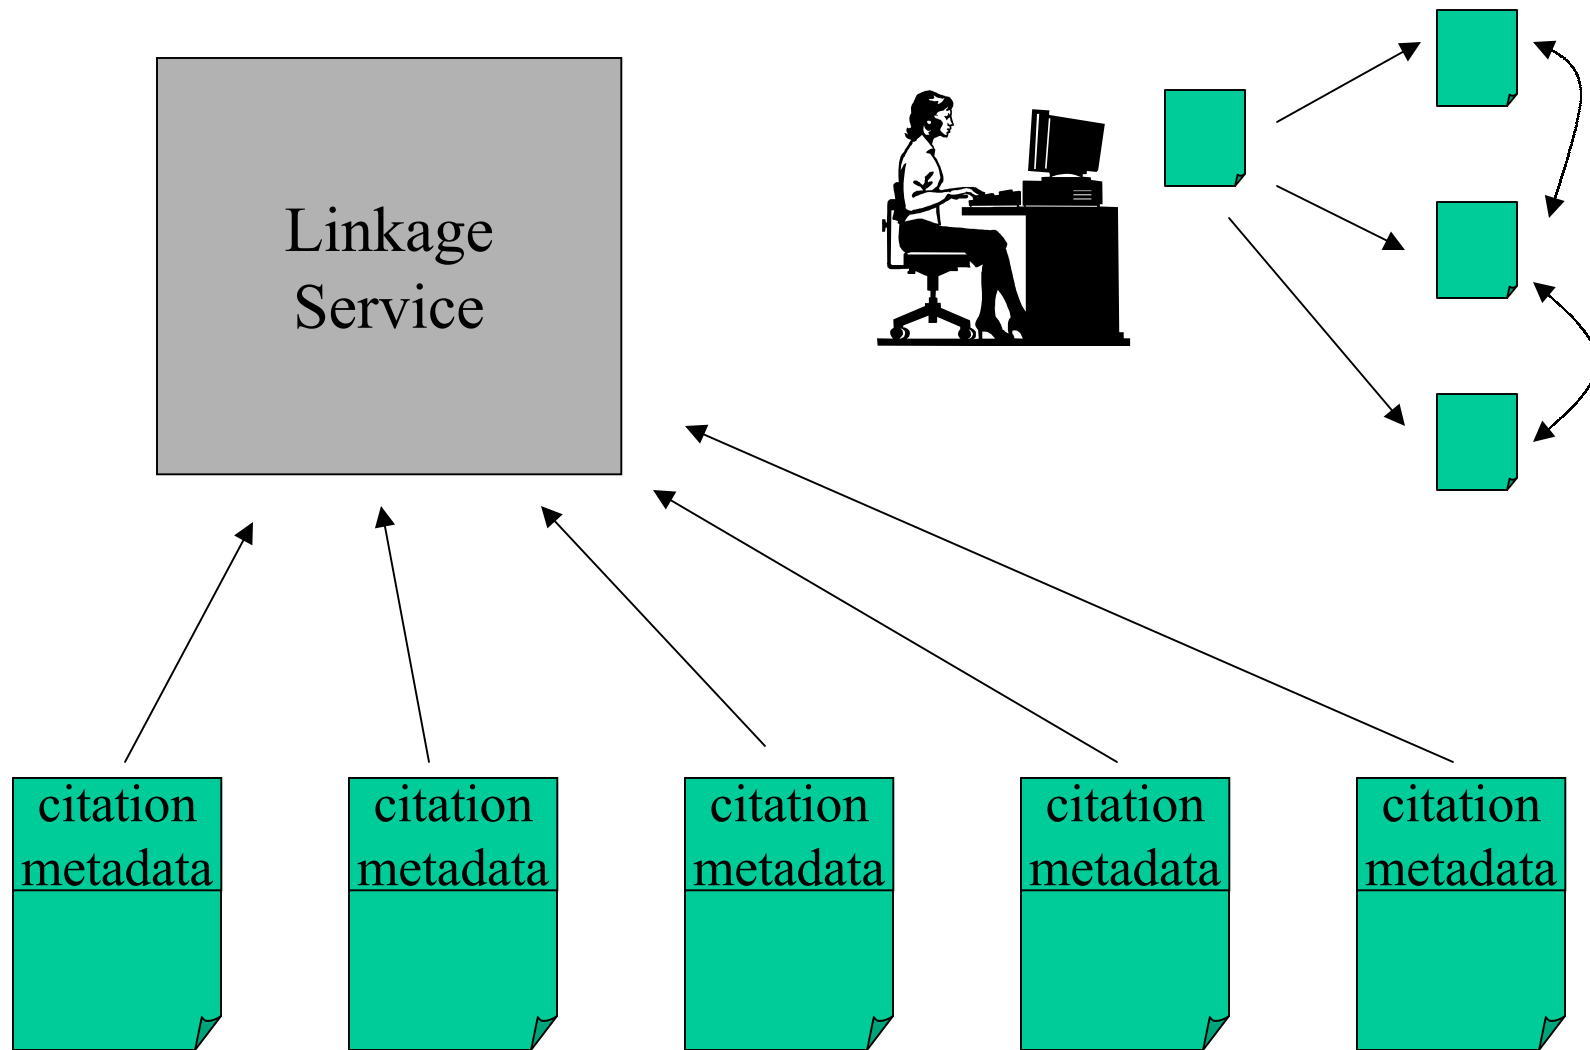 Linkage
Service
citation
metadata
citation
metadata
citation
metadata
citation
metadata
citation
metadata